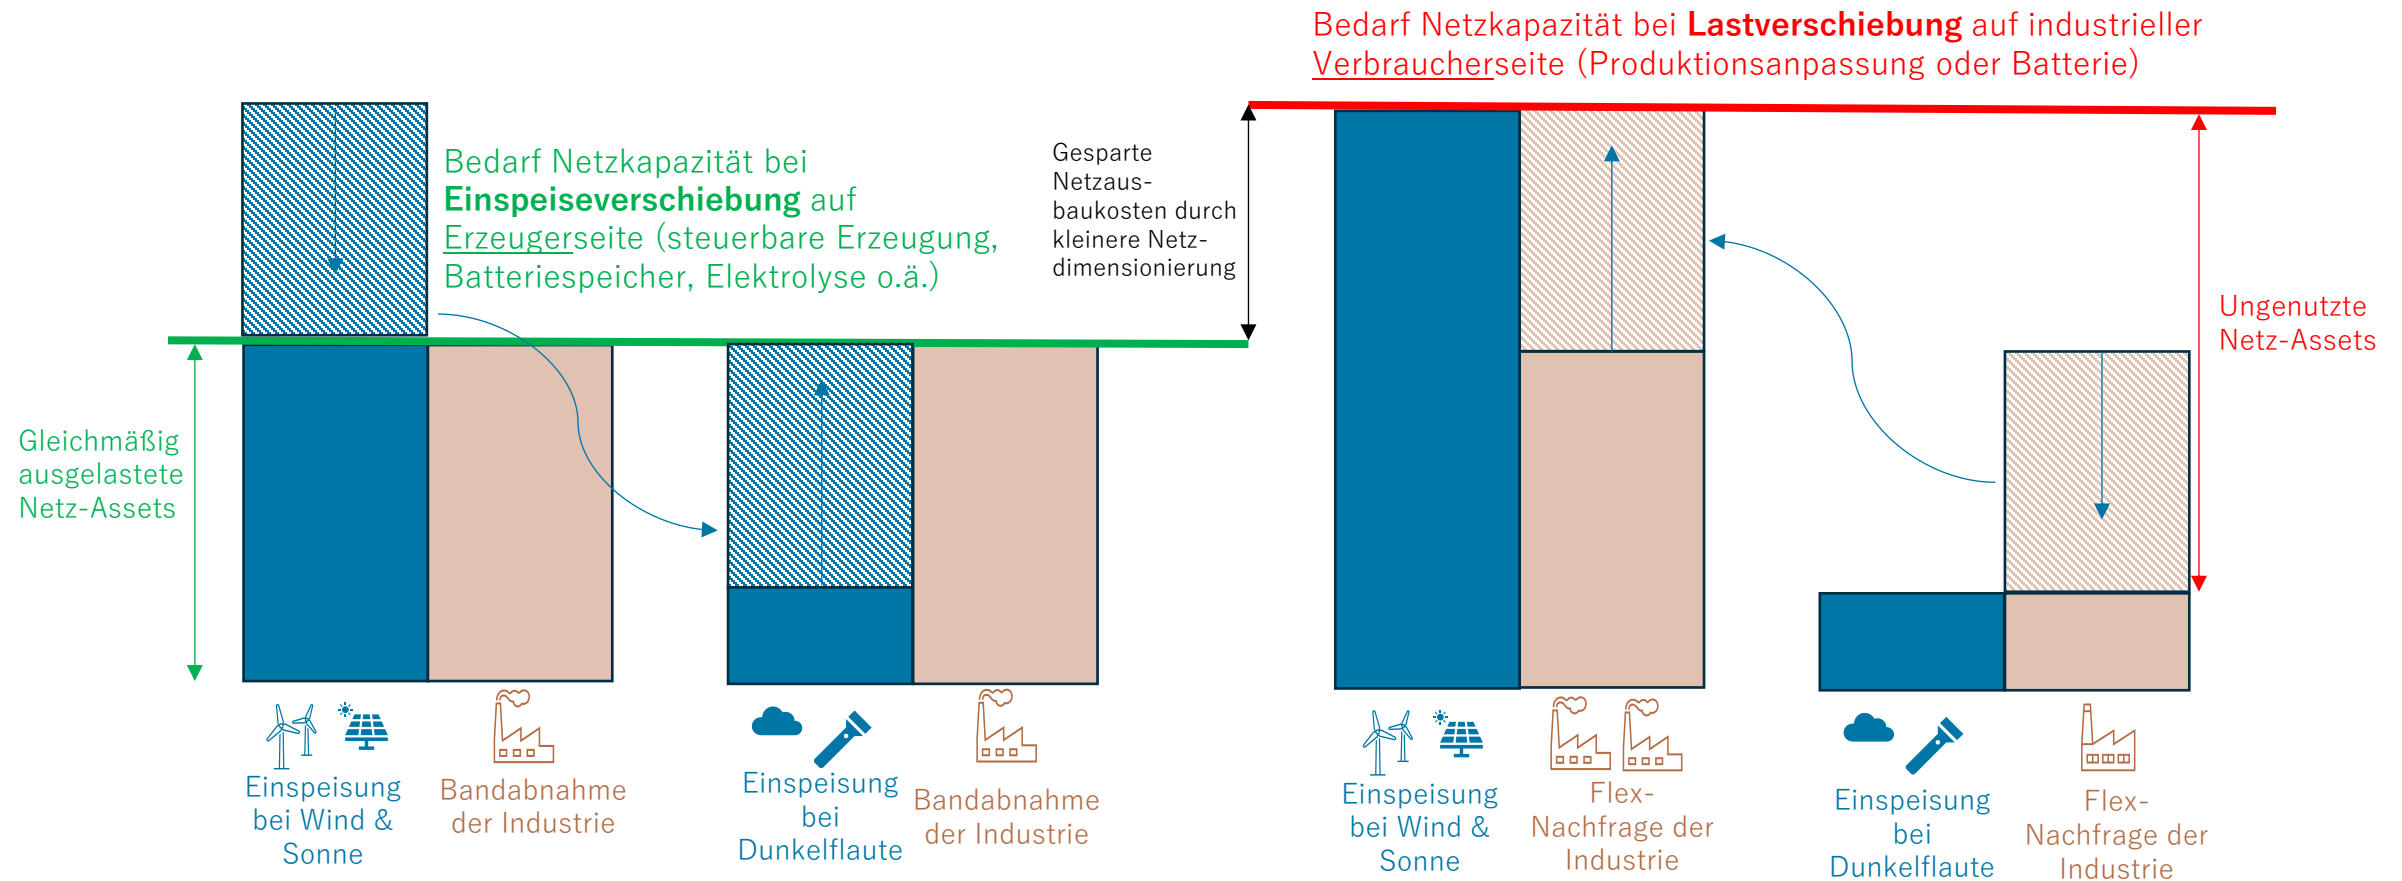 Bedarf Netzkapazität bei Lastverschiebung auf industrieller
Verbraucherseite (Produktionsanpassung oder Batterie)
Bedarf Netzkapazität bei
Einspeiseverschiebung auf
Erzeugerseite (steuerbare Erzeugung,
Batteriespeicher, Elektrolyse o.ä.)
Gesparte
Netzaus-
baukosten durch
kleinere Netz-
dimensionierung
Ungenutzte
Netz-Assets
Gleichmäßig
ausgelastete
Netz-Assets
Einspeisung
bei Wind &
Sonne
Bandabnahme
der Industrie
Einspeisung
bei
Dunkelflaute
Bandabnahme
der Industrie
Einspeisung
bei Wind &
Sonne
Flex-
Nachfrage der
Industrie
Einspeisung
bei
Dunkelflaute
Flex-
Nachfrage der
Industrie